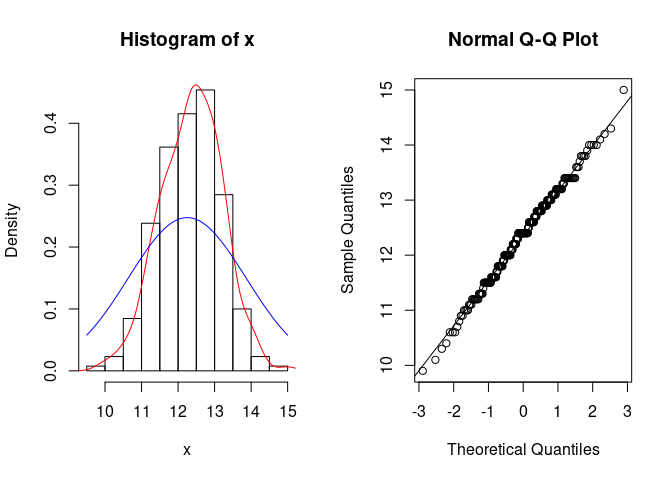 Histogram of x
Density
0.0 0.1 0.2 0.3 0.4
10 11 12 13 14 15
x
Normal Q-Q Plot
Sample Quantiles
10 11 12 13 14 15
-3 -2 -1 0 1 2 3
Theoretical Quantiles